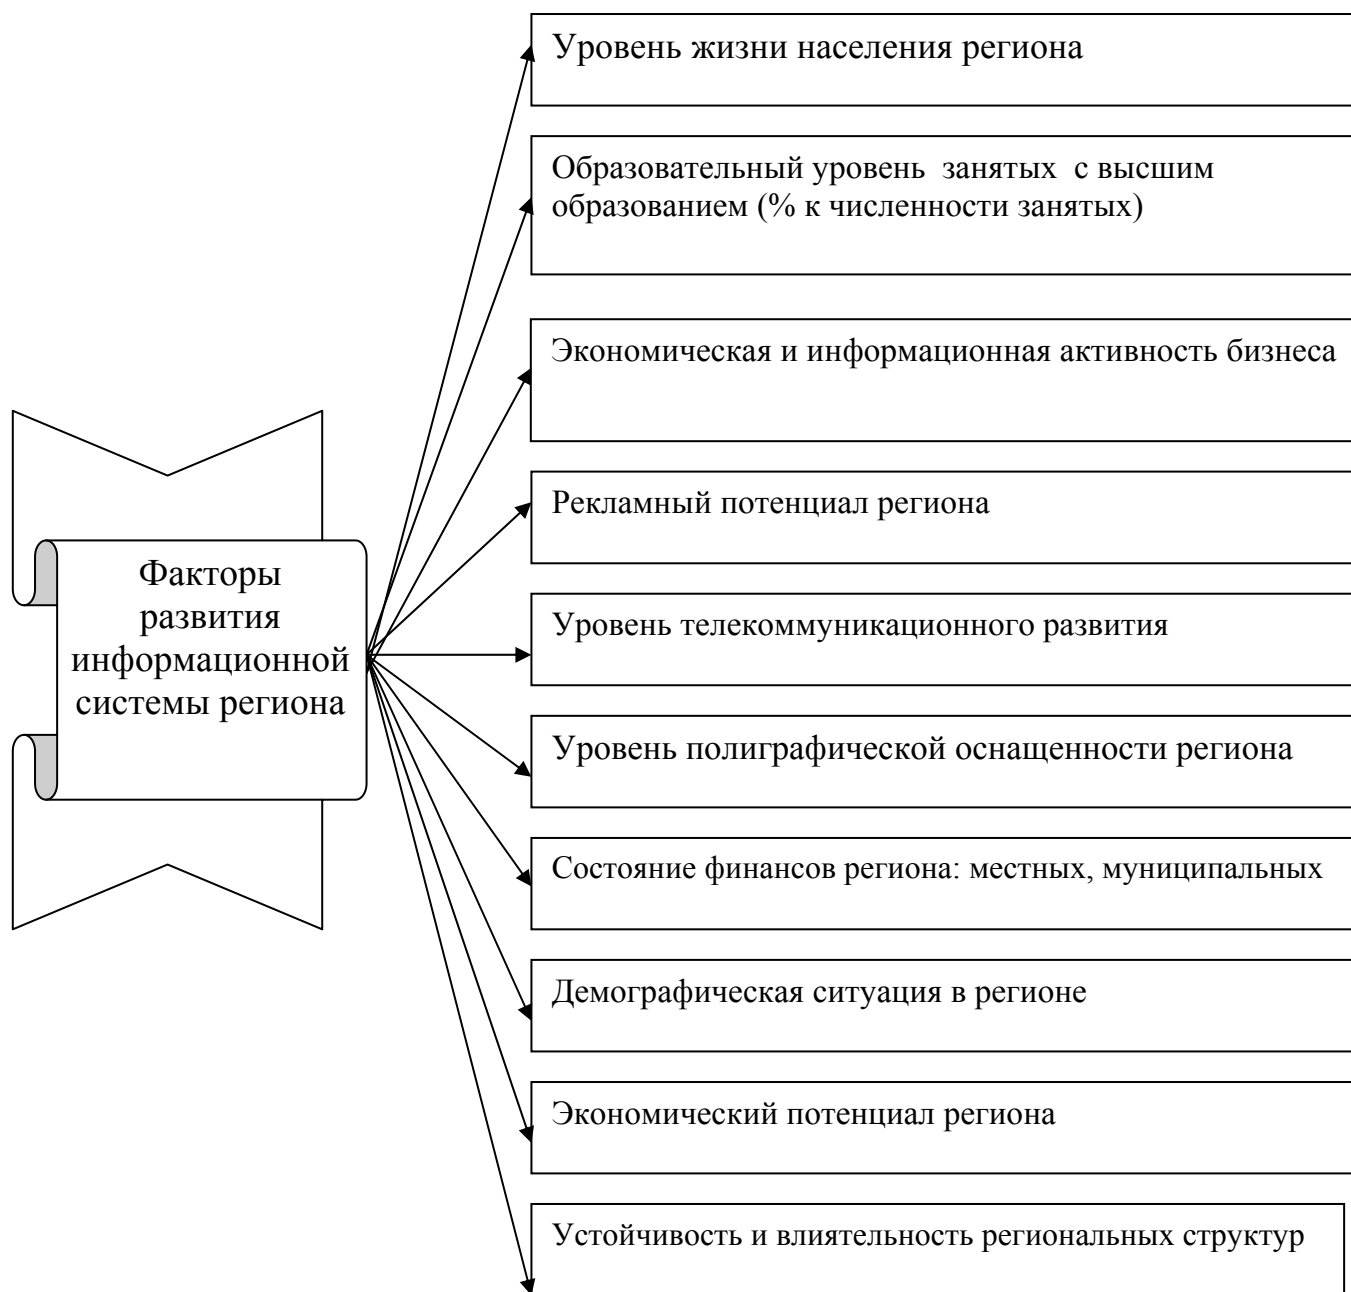 Уровень жизни населения региона
Образовательный уровень занятых с высшим
образованием (% к численности занятых)
Экономическая и информационная активность бизнеса
Рекламный потенциал региона
Факторы
развития
информационной
системы региона
Уровень телекоммуникационного развития
Уровень полиграфической оснащенности региона
Состояние финансов региона: местных, муниципальных
Демографическая ситуация в регионе
Экономический потенциал региона
Устойчивость и влиятельность региональных структур